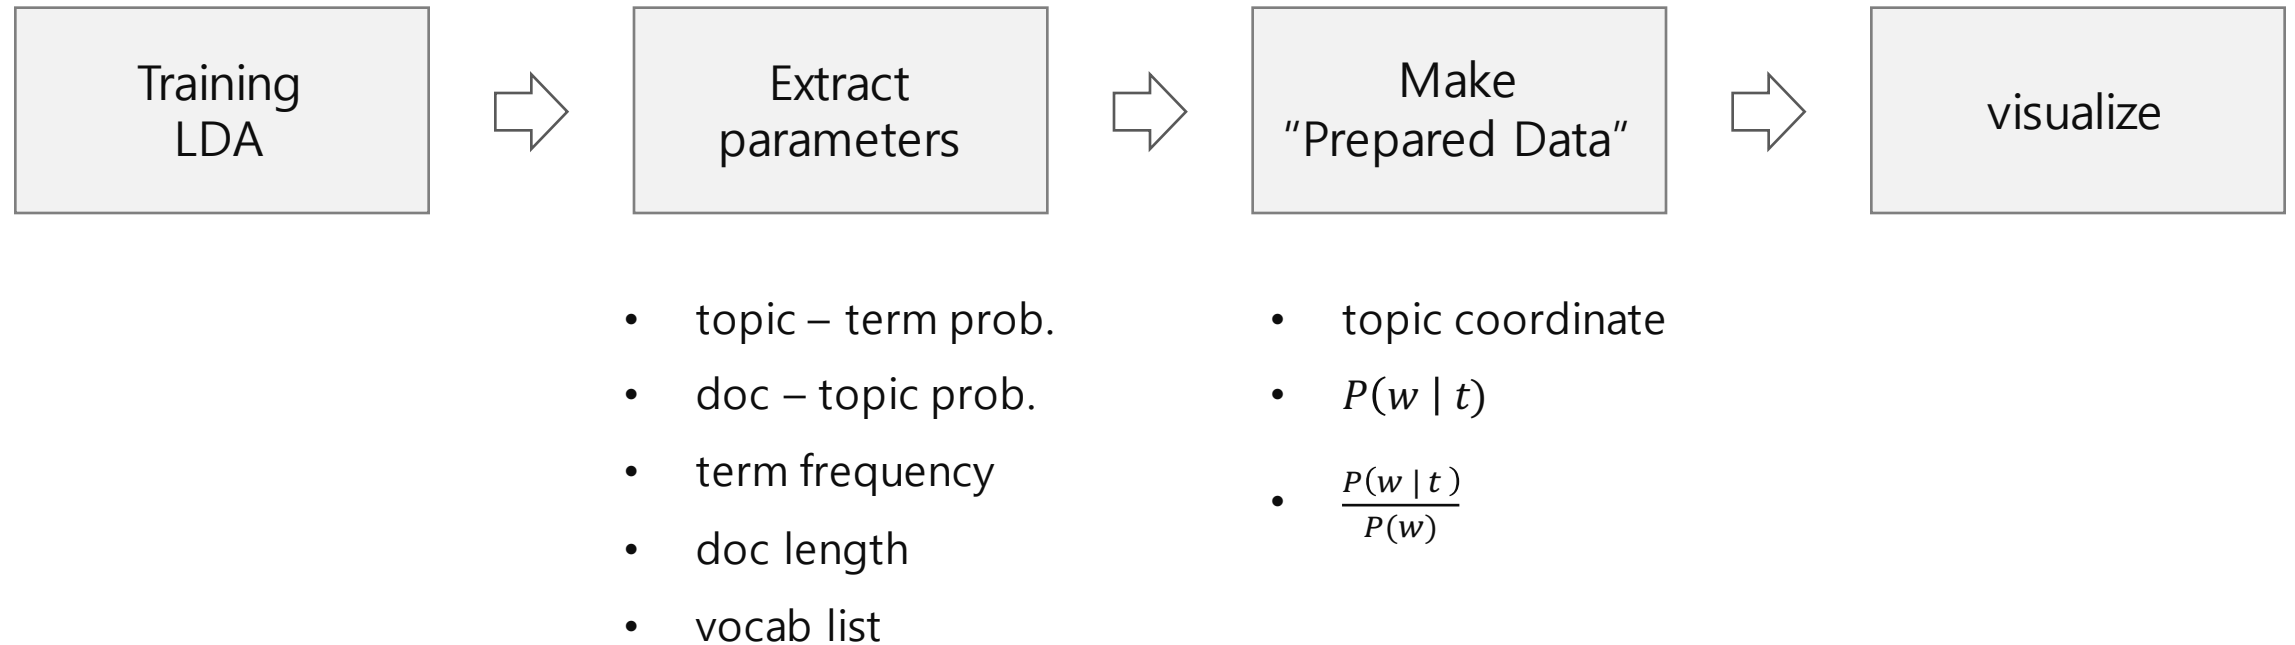 Training
LDA
Extract
parameters
Make
"Prepared Data"
visualize
• topic – term prob.
• doc – topic prob.
• term frequency
• doc length
• vocab list
• topic coordinate
• P(w | t)
• P(w | t )
P(w)